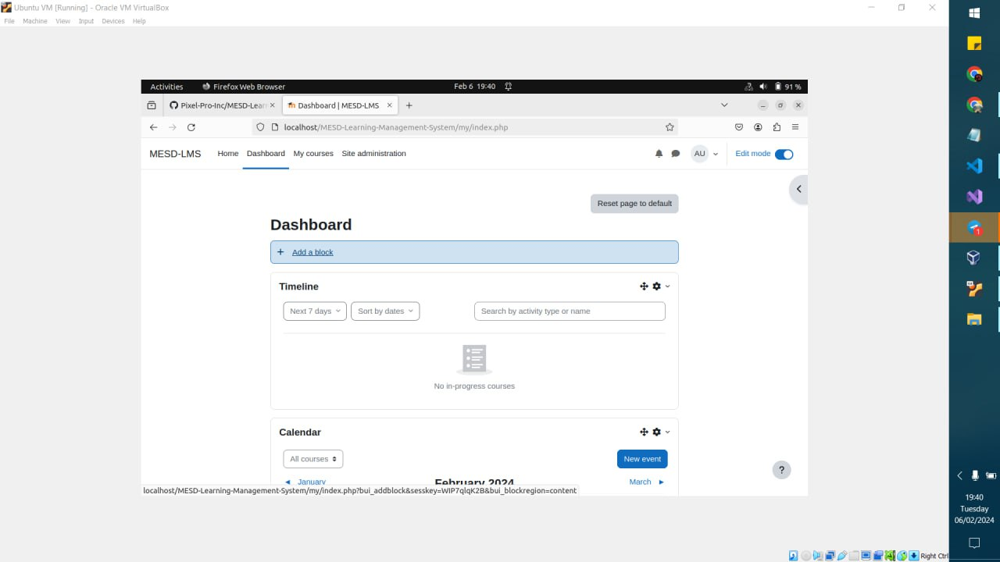 Ubuntu VM [Running] - Oracle VM VirtualBox
File Machine View Input Devices Help
Activities Firefox Web Browser Feb 6 19:40 91 %
Pixel-Pro-Inc/MESD-Lear Dashboard | MESD-LMS
localhost/MESD-Learning-Management-System/my/index.php
MESD-LMS Home Dashboard My courses Site administration AU Edit mode
Reset page to default
Dashboard
+ Add a block
Timeline
Next 7 days Sort by dates Search by activity type or name
No in-progress courses
Calendar
All courses New event
?
◄ January February 2024 March ►
localhost/MESD-Learning-Management-System/my/index.php?bui_addblock&sesskey=WIP7qlqK2B&bui_blockregion=content
1
19:40
Tuesday
06/02/2024
Right Ctrl